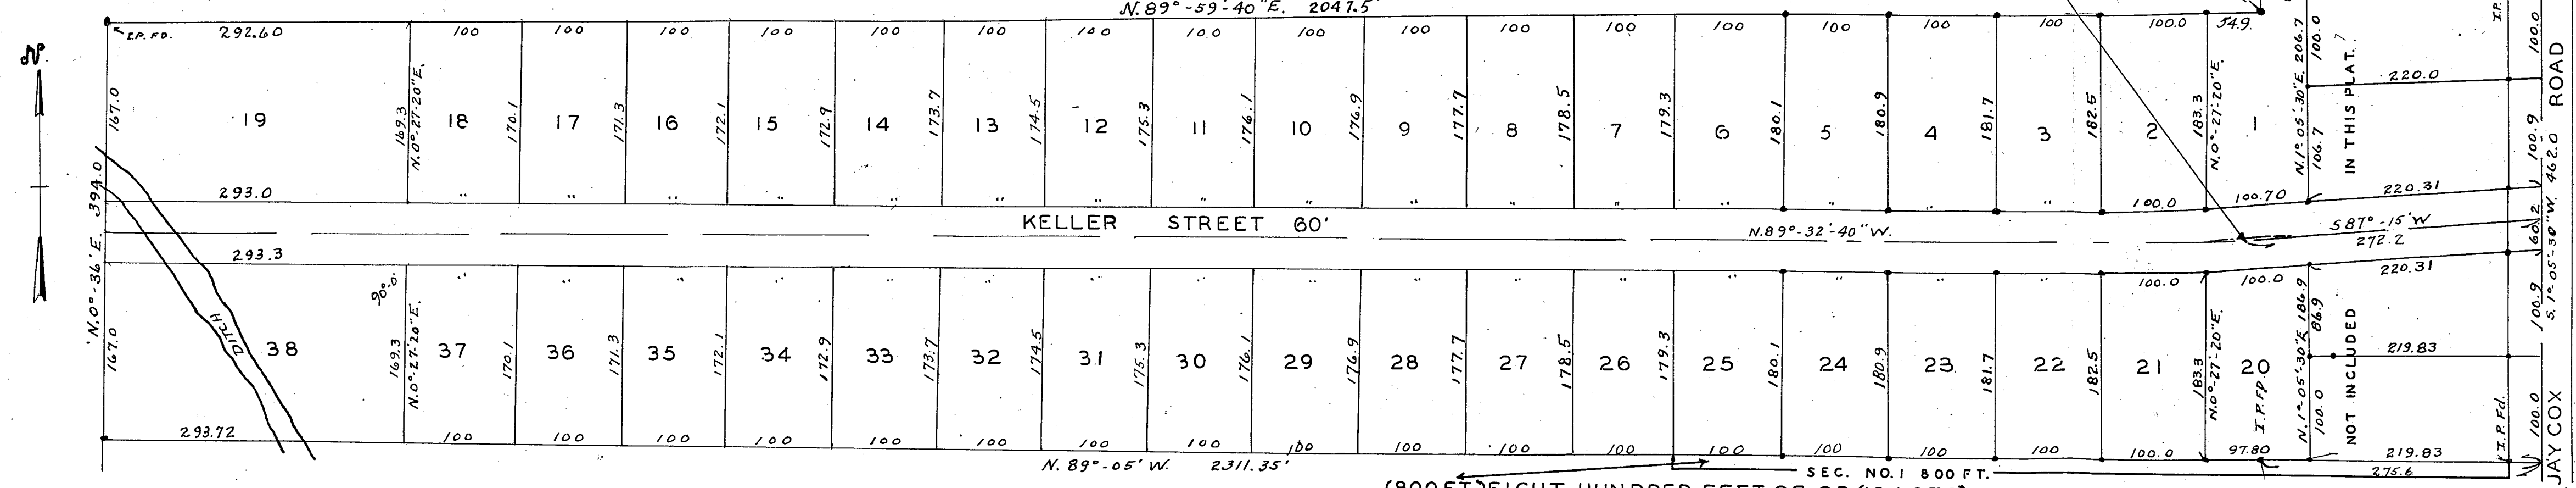 N. 89°-59'-40"E. 2047.5'
N.
I.P. FD. 292.60 100 100 100 100 100 100 100 100 100 100 100 100 100 100 100 100 100.0 54.9
I.P.
100.0
N. 1°-05'-30"E. 206.7
100.0
106.7
IN THIS PLAT.
220.0
ROAD
167.0 19 169.3 N.0°-27'-20"E. 18 170.1 17 171.3 16 172.1 15 172.9 14 173.7 13 174.5 12 175.3 11 176.1 10 176.9 9 177.7 8 178.5 7 179.3 6 180.1 5 180.9 4 181.7 3 182.5 2 183.3 N.0°-27'-20"E. 1
100.9
S. 1°-05'-30"W. 462.0
N.0°-36'E. 394.0
293.0 " " " " " " " " " " " " " " " 100.0 100.70 220.31
KELLER STREET 60'
N.89°-32'-40"W.
S87°-15'W
272.2
60.2
293.3 " " " " " " " " " " " " " " " " 100.0 100.0 220.31
90°-0'
100.9
167.0 DITCH 38 169.3 N.0°-27'-20"E. 37 170.1 36 171.3 35 172.1 34 172.9 33 173.7 32 174.5 31 175.3 30 176.1 29 176.9 28 177.7 27 178.5 26 179.3 25 180.1 24 180.9 23 181.7 22 182.5 21 183.3 N.0°-27'-20"E. 20 I.P. FP.
N. 1°-05'-30"E. 186.9
86.9
100.0
NOT INCLUDED
219.83
I.P. Fd.
100.0
JAYCOX
293.72 100 100 100 100 100 100 100 100 100 100 100 100 100 100 100 100 100.0 97.80 219.83
N. 89°-05' W. 2311.35'
SEC. NO.1 800 FT.
275.6